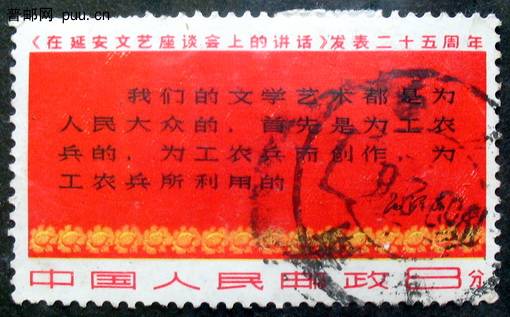 普邮网 puu.cn
《在延安文艺座谈会上的讲话》发表二十五周年
我们的文学艺术都是为
人民大众的，首先是为工农
兵的，为工农兵而创作，为
工农兵所利用的
中国人民邮政8分